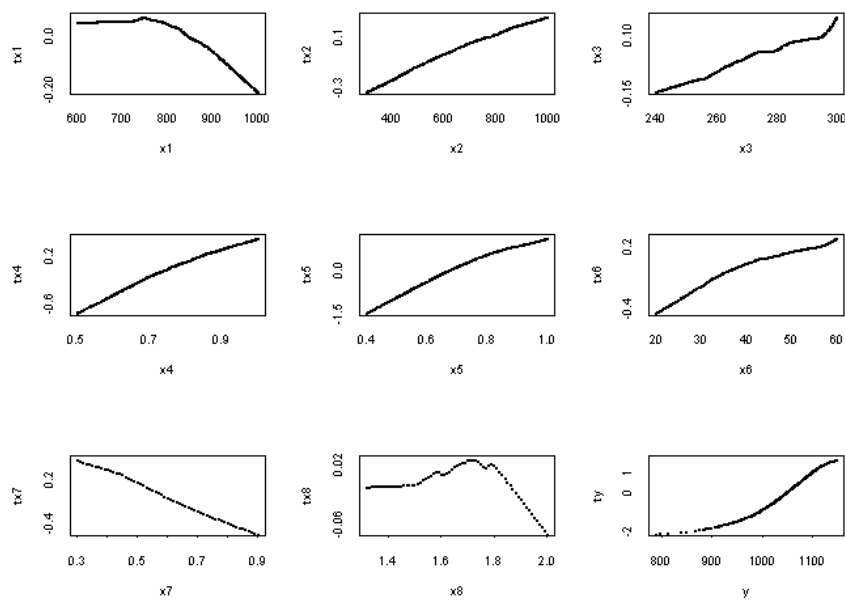 tx1
0.0
-0.20
600 700 800 900 1000
x1
tx2
0.1
-0.3
400 600 800 1000
x2
tx3
0.10
-0.15
240 260 280 300
x3
tx4
0.2
-0.6
0.5 0.7 0.9
x4
tx5
0.0
-1.5
0.4 0.6 0.8 1.0
x5
tx6
0.2
-0.4
20 30 40 50 60
x6
tx7
0.2
-0.4
0.3 0.5 0.7 0.9
x7
tx8
0.02
-0.06
1.4 1.6 1.8 2.0
x8
ty
1
0
-2
800 900 1000 1100
y